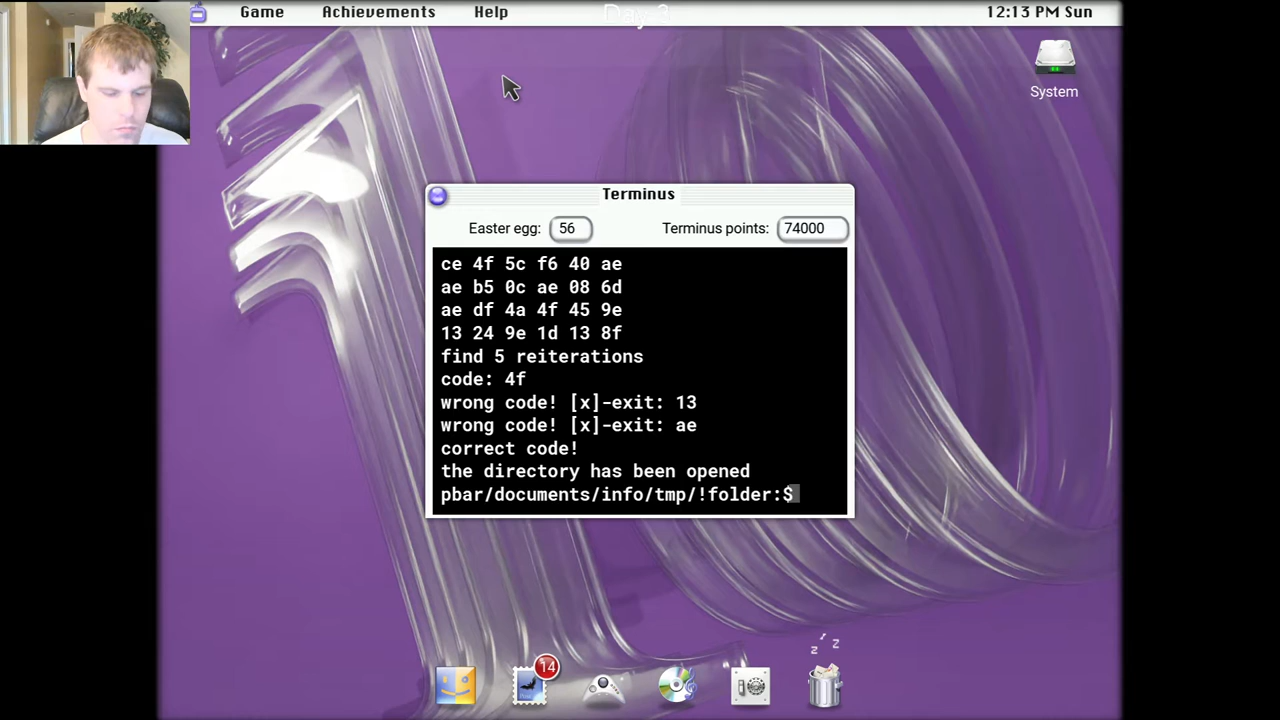 Game Achievements Help Day 2 12:13 PM Sun
System
Terminus
Easter egg: 56 Terminus points: 74000
ce 4f 5c f6 40 ae
ae b5 0c ae 08 6d
ae df 4a 4f 45 9e
13 24 9e 1d 13 8f
find 5 reiterations
code: 4f
wrong code! [x]-exit: 13
wrong code! [x]-exit: ae
correct code!
the directory has been opened
pbar/documents/info/tmp/!folder:$
z z
14